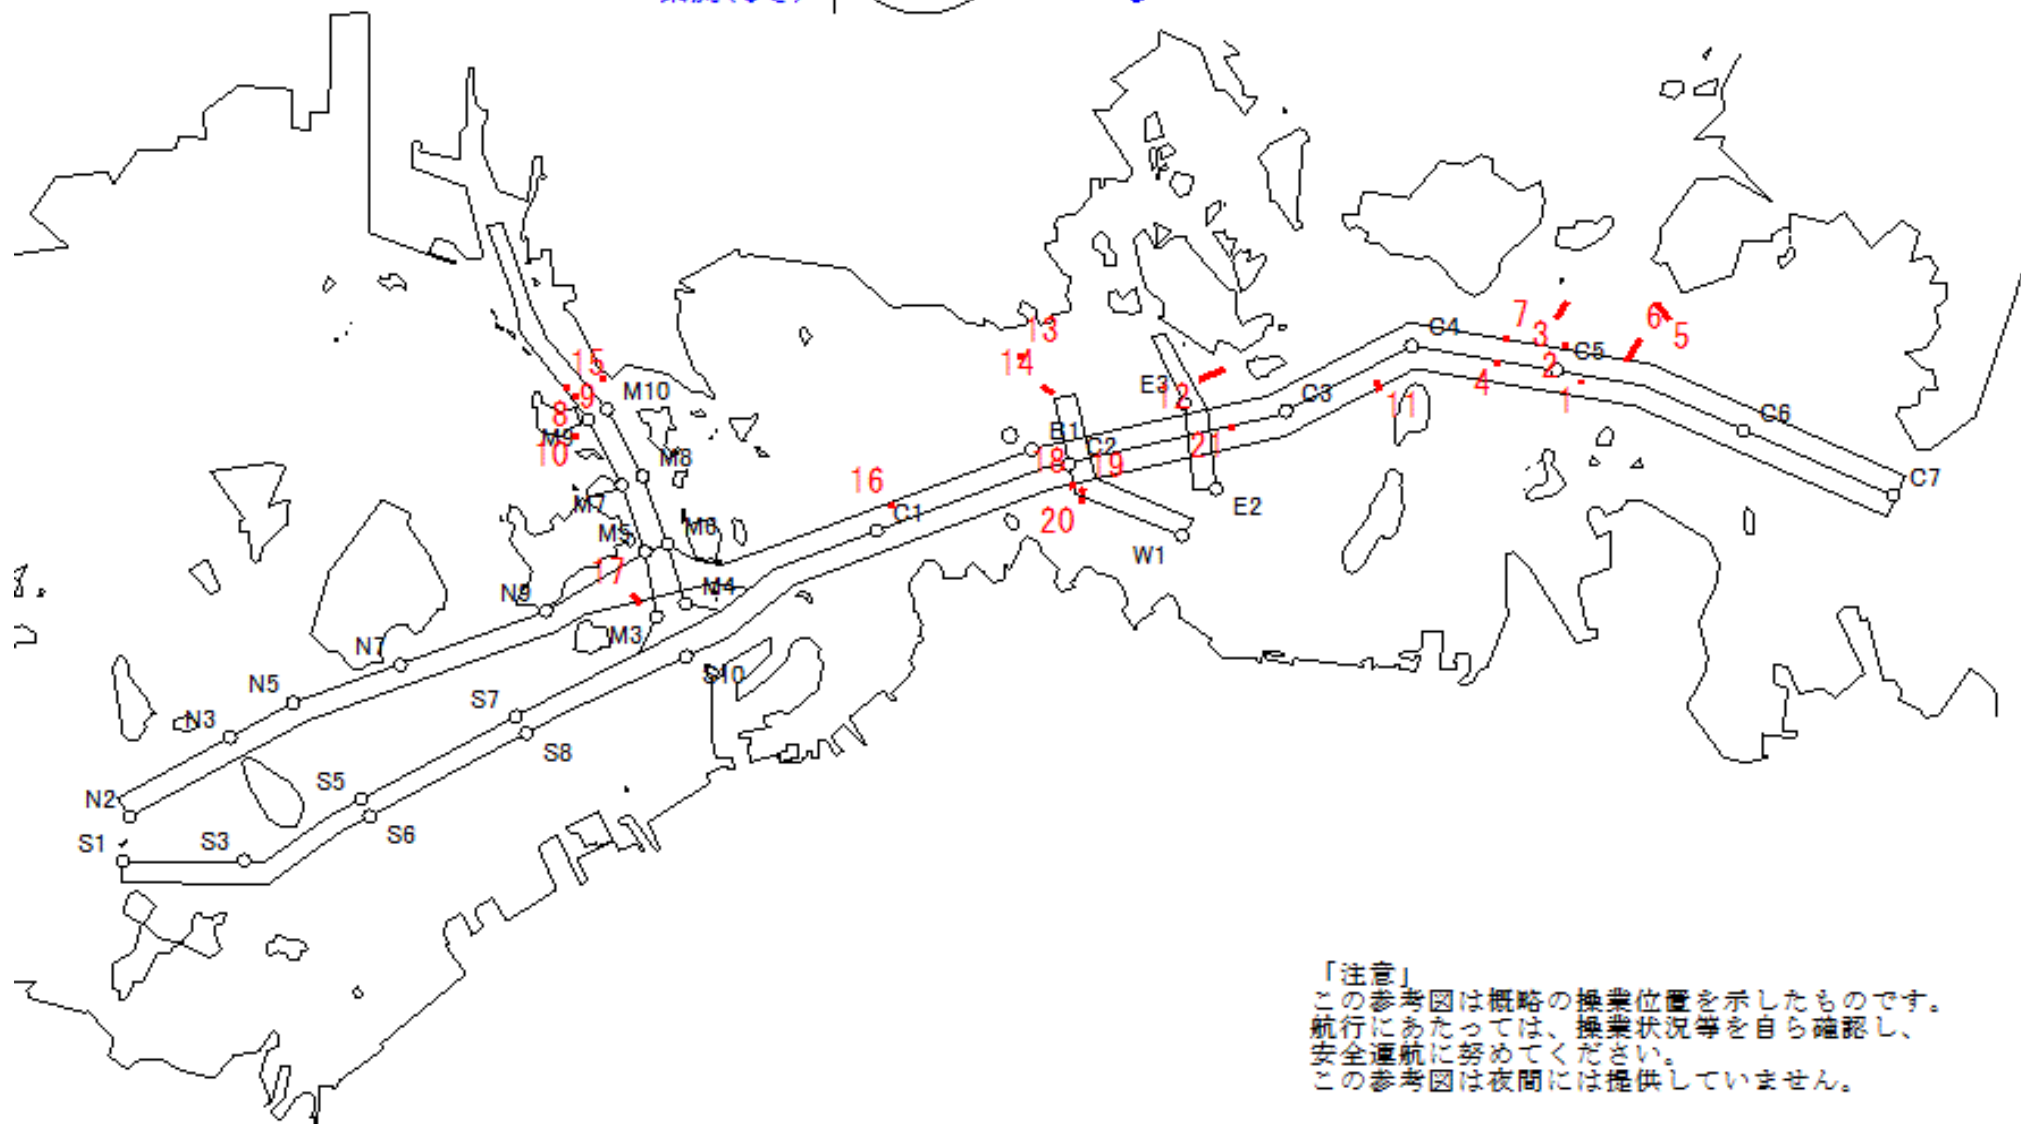 13
14
7
3
C4
C5
6
5
2
4
1
15
9
8
M10
M9
10
E3
12
C3
11
C6
B1
C2
21
18
19
M8
M7
16
C7
C1
E2
20
M5
M6
W1
17
N9
M4
M3
N7
S10
N5
S7
N3
S8
S5
N2
S6
S1
S3
「注意」
この参考図は概略の操業位置を示したものです。
航行にあたっては、操業状況等を自ら確認し、
安全運航に努めてください。
この参考図は夜間には提供していません。